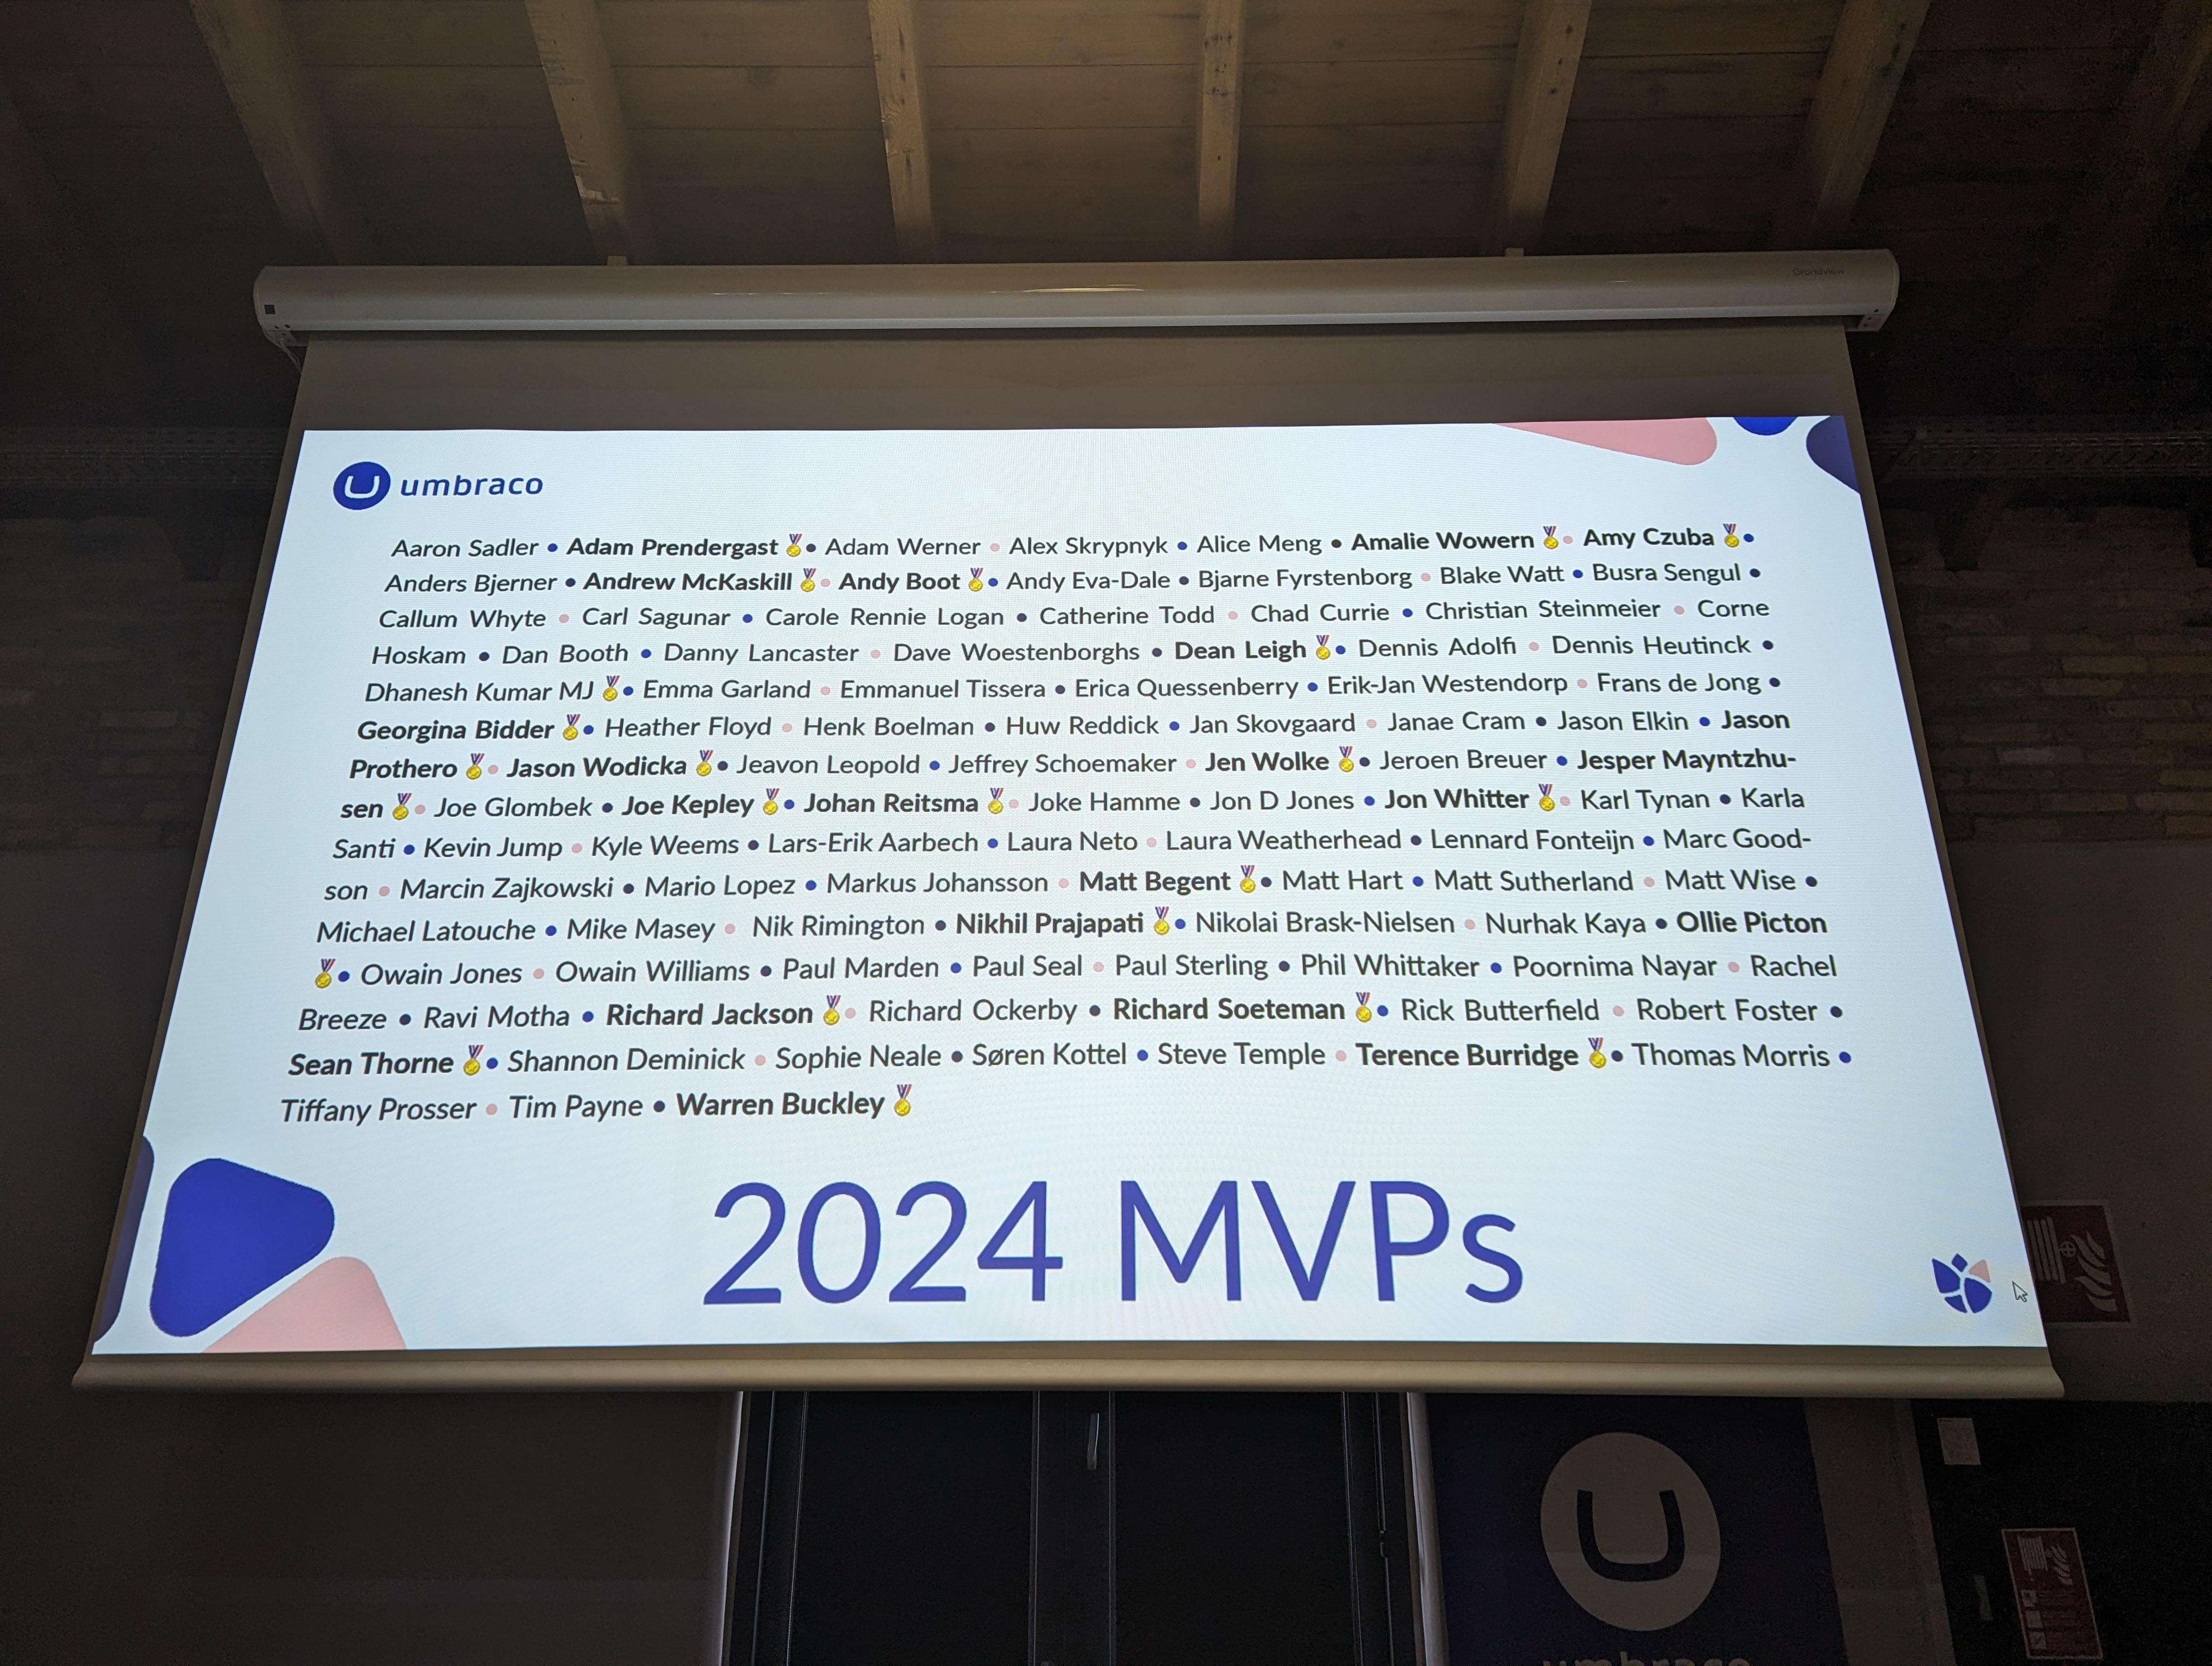 Grandview
umbraco
Aaron Sadler • Adam Prendergast 🏅• Adam Werner • Alex Skrypnyk • Alice Meng • Amalie Wowern 🏅• Amy Czuba 🏅•
Anders Bjerner • Andrew McKaskill 🏅• Andy Boot 🏅• Andy Eva-Dale • Bjarne Fyrstenborg • Blake Watt • Busra Sengul •
Callum Whyte • Carl Sagunar • Carole Rennie Logan • Catherine Todd • Chad Currie • Christian Steinmeier • Corne
Hoskam • Dan Booth • Danny Lancaster • Dave Woestenborghs • Dean Leigh 🏅• Dennis Adolfi • Dennis Heutinck •
Dhanesh Kumar MJ 🏅• Emma Garland • Emmanuel Tissera • Erica Quessenberry • Erik-Jan Westendorp • Frans de Jong •
Georgina Bidder 🏅• Heather Floyd • Henk Boelman • Huw Reddick • Jan Skovgaard • Janae Cram • Jason Elkin • Jason
Prothero 🏅• Jason Wodicka 🏅• Jeavon Leopold • Jeffrey Schoemaker • Jen Wolke 🏅• Jeroen Breuer • Jesper Mayntzhu-
sen 🏅• Joe Glombek • Joe Kepley 🏅• Johan Reitsma 🏅• Joke Hamme • Jon D Jones • Jon Whitter 🏅• Karl Tynan • Karla
Santi • Kevin Jump • Kyle Weems • Lars-Erik Aarbech • Laura Neto • Laura Weatherhead • Lennard Fonteijn • Marc Good-
son • Marcin Zajkowski • Mario Lopez • Markus Johansson • Matt Begent 🏅• Matt Hart • Matt Sutherland • Matt Wise •
Michael Latouche • Mike Masey • Nik Rimington • Nikhil Prajapati 🏅• Nikolai Brask-Nielsen • Nurhak Kaya • Ollie Picton
🏅• Owain Jones • Owain Williams • Paul Marden • Paul Seal • Paul Sterling • Phil Whittaker • Poornima Nayar • Rachel
Breeze • Ravi Motha • Richard Jackson 🏅• Richard Ockerby • Richard Soeteman 🏅• Rick Butterfield • Robert Foster •
Sean Thorne 🏅• Shannon Deminick • Sophie Neale • Søren Kottel • Steve Temple • Terence Burridge 🏅• Thomas Morris •
Tiffany Prosser • Tim Payne • Warren Buckley 🏅
2024 MVPs
umbraco